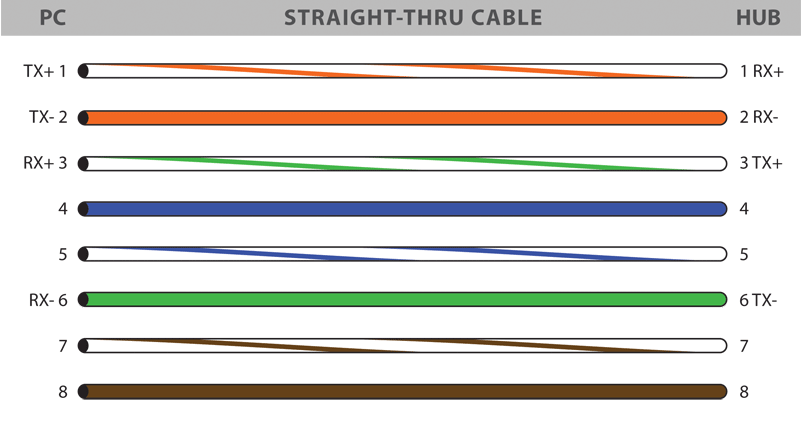 PC STRAIGHT-THRU CABLE HUB
TX+ 1 1 RX+
TX- 2 2 RX-
RX+ 3 3 TX+
4 4
5 5
RX- 6 6 TX-
7 7
8 8